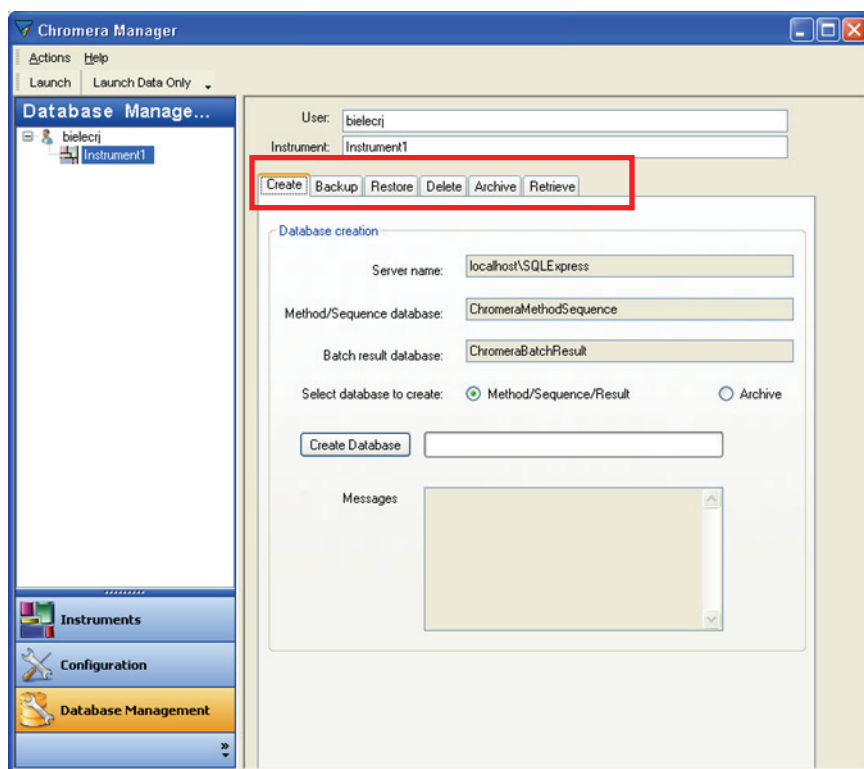 Chromera Manager
Actions Help
Launch Launch Data Only
Database Manage...
bielecrj
Instrument1
User: bielecrj
Instrument: Instrument1
Create Backup Restore Delete Archive Retrieve
Database creation
Server name: localhost\SQLExpress
Method/Sequence database: ChromeraMethodSequence
Batch result database: ChromeraBatchResult
Select database to create: Method/Sequence/Result Archive
Create Database
Messages
Instruments
Configuration
Database Management